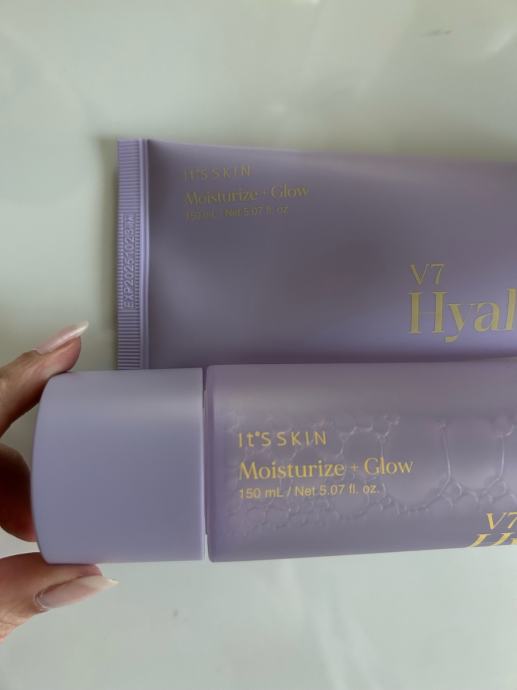 It'S SKIN
Moisturize + Glow
150 mL / Net 5.07 fl. oz.
V7
Hyal
EXP20251023
It'S SKIN
Moisturize + Glow
150 mL / Net 5.07 fl. oz.
V7